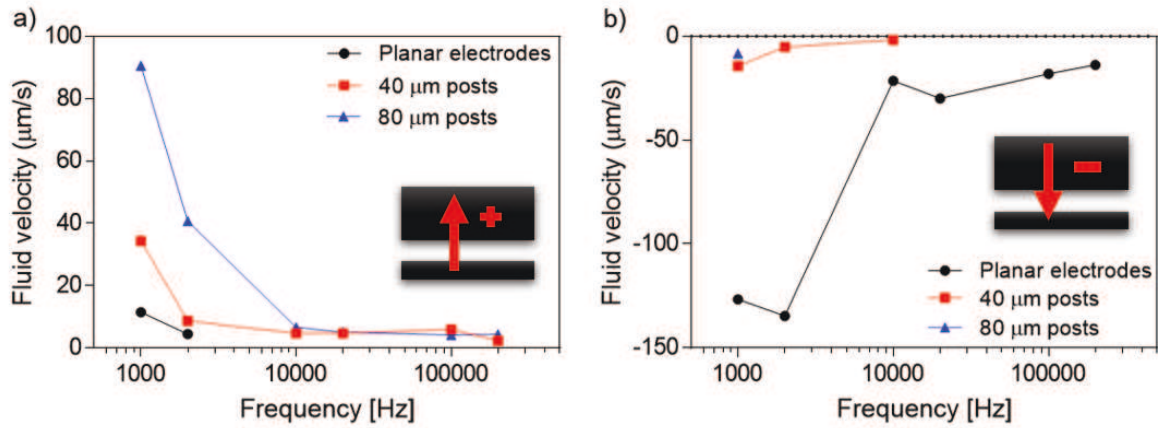 a)
Fluid velocity (μm/s)
100
80
60
40
20
0
Planar electrodes
40 μm posts
80 μm posts
+
1000
10000
100000
Frequency [Hz]
b)
Fluid velocity (μm/s)
0
-50
-100
-150
-
Planar electrodes
40 μm posts
80 μm posts
1000
10000
100000
Frequency [Hz]